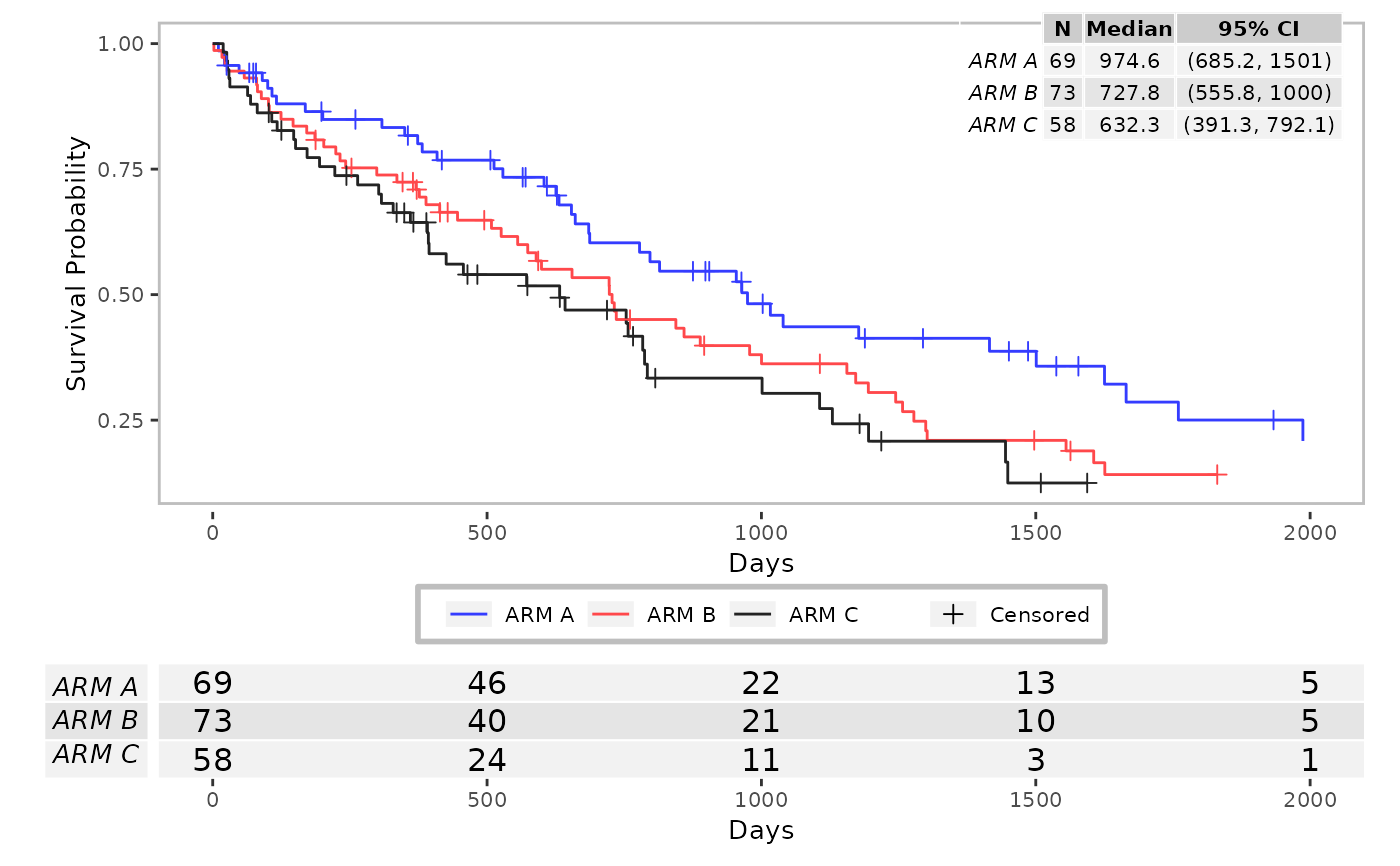 N Median 95% CI
ARM A 69 974.6 (685.2, 1501)
ARM B 73 727.8 (555.8, 1000)
ARM C 58 632.3 (391.3, 792.1)
Survival Probability
1.00
0.75
0.50
0.25
0 500 1000 1500 2000
Days
ARM A ARM B ARM C Censored
ARM A 69 46 22 13 5
ARM B 73 40 21 10 5
ARM C 58 24 11 3 1
0 500 1000 1500 2000
Days